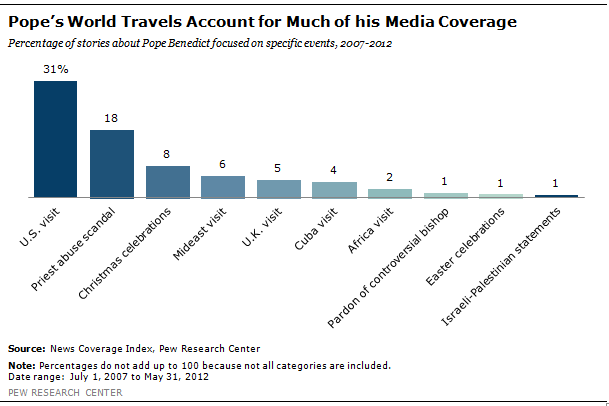 Pope's World Travels Account for Much of his Media Coverage
Percentage of stories about Pope Benedict focused on specific events, 2007-2012
31%
18
8
6
5
4
2
1
1
1
U.S. visit
Priest abuse scandal
Christmas celebrations
Mideast visit
U.K. visit
Cuba visit
Africa visit
Pardon of controversial bishop
Easter celebrations
Israeli-Palestinian statements
Source: News Coverage Index, Pew Research Center
Note: Percentages do not add up to 100 because not all categories are included.
Date range: July 1, 2007 to May 31, 2012
PEW RESEARCH CENTER